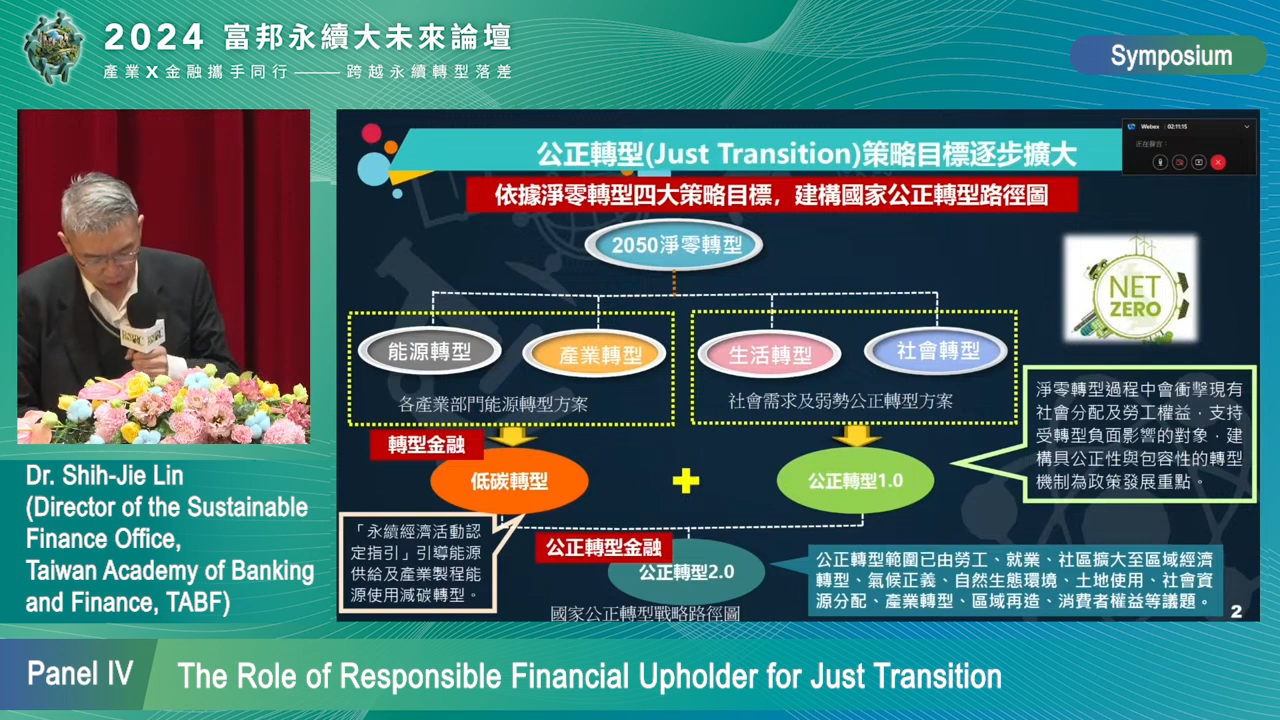 2024 富邦永續大未來論壇
產業X金融攜手同行——跨越永續轉型落差
Symposium
Webex 02:11:15
正在發言：
公正轉型(Just Transition)策略目標逐步擴大
依據淨零轉型四大策略目標，建構國家公正轉型路徑圖
2050淨零轉型
NET
ZERO
能源轉型
產業轉型
生活轉型
社會轉型
各產業部門能源轉型方案
社會需求及弱勢公正轉型方案
淨零轉型過程中會衝擊現有
社會分配及勞工權益，支持
受轉型負面影響的對象，建
構具公正性與包容性的轉型
機制為政策發展重點。
轉型金融
低碳轉型
公正轉型1.0
「永續經濟活動認
定指引」引導能源
供給及產業製程能
源使用減碳轉型。
公正轉型金融
公正轉型2.0
國家公正轉型戰略路徑圖
公正轉型範圍已由勞工、就業、社區擴大至區域經濟
轉型、氣候正義、自然生態環境、土地使用、社會資
源分配、產業轉型、區域再造、消費者權益等議題。
2
Dr. Shih-Jie Lin
(Director of the Sustainable
Finance Office,
Taiwan Academy of Banking
and Finance, TABF)
Panel IV
The Role of Responsible Financial Upholder for Just Transition